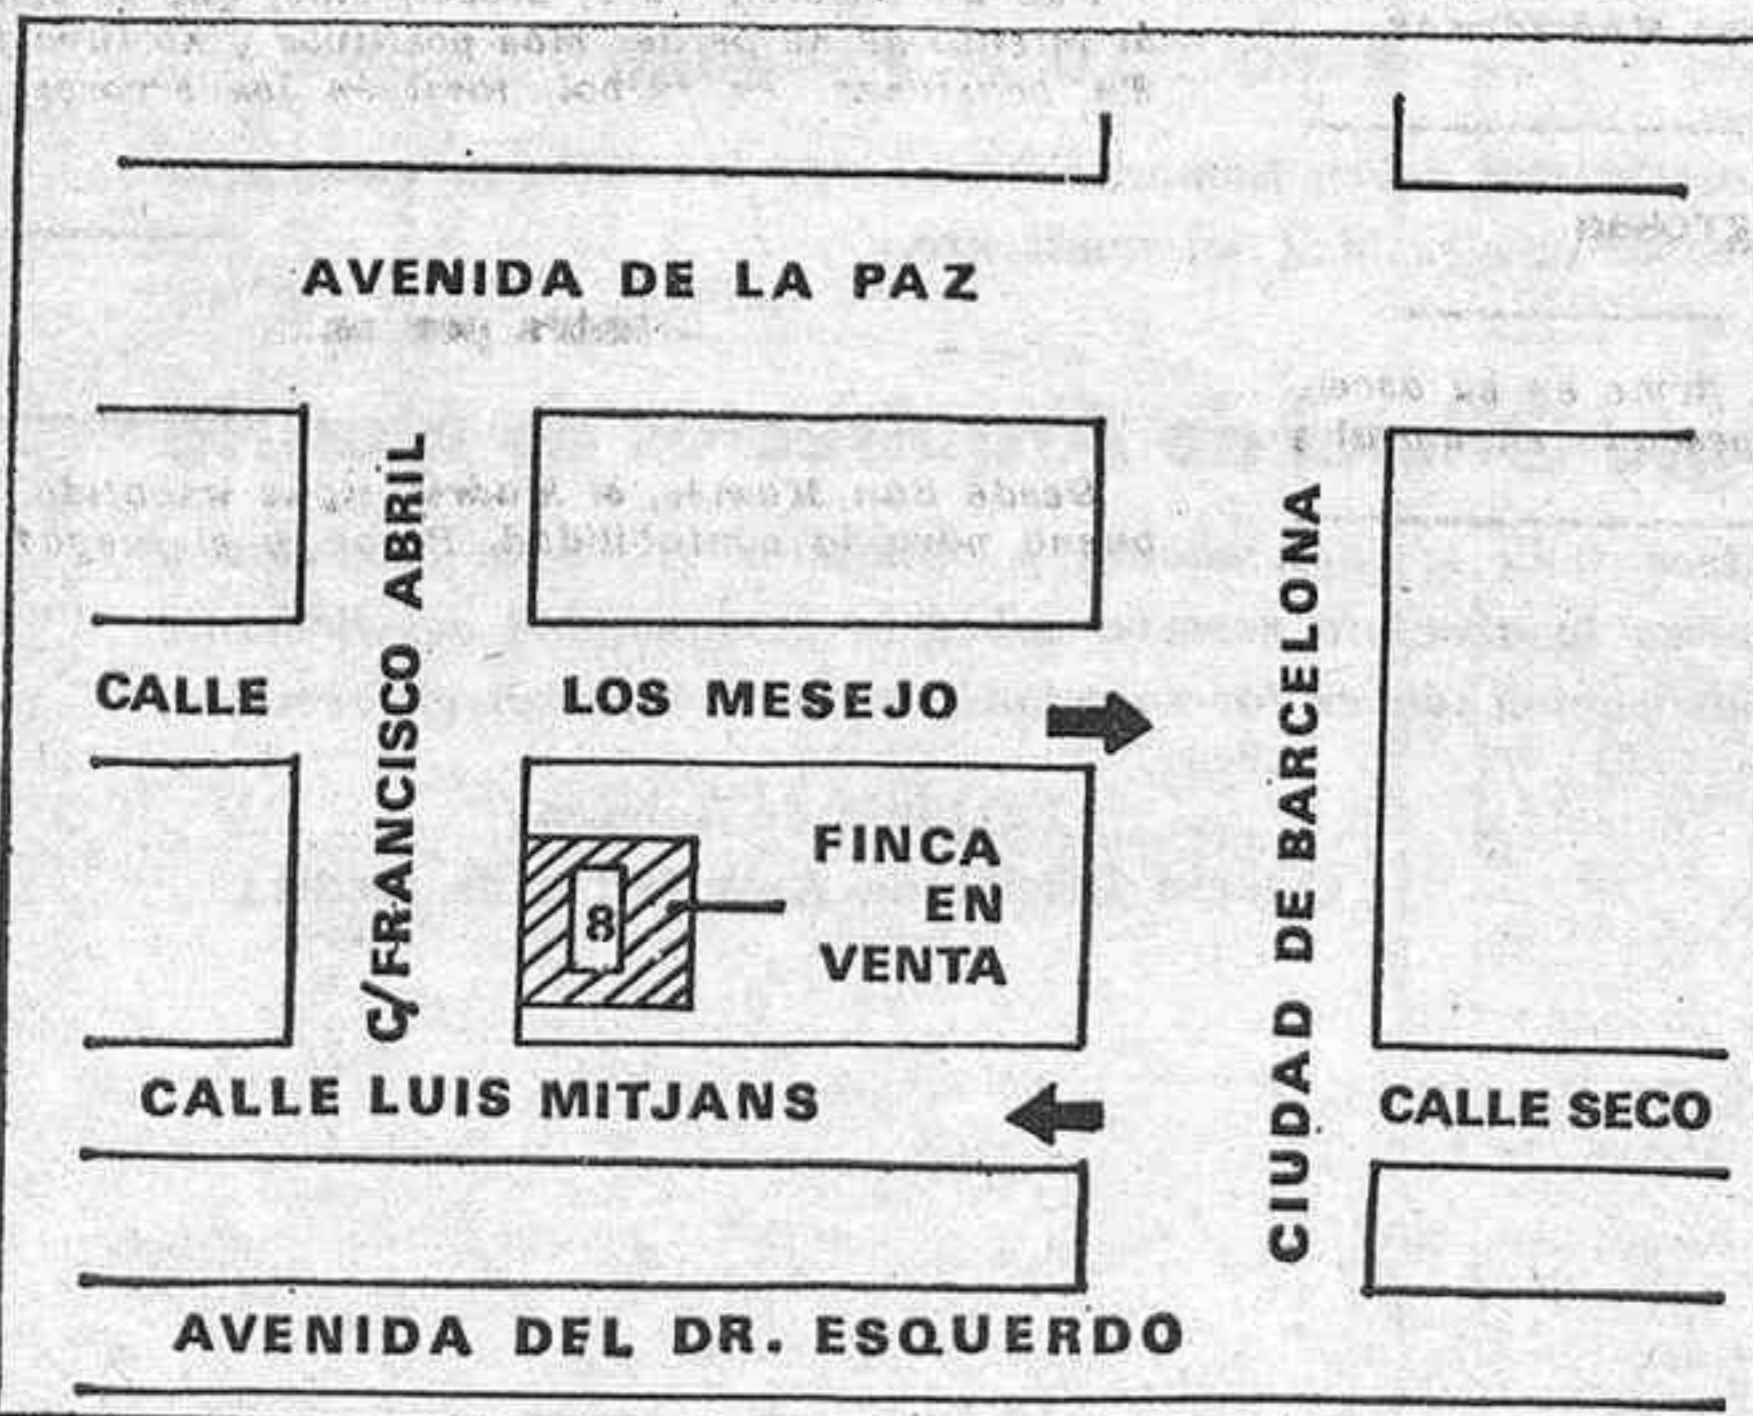 AVENIDA DE LA PAZ
C/FRANCISCO ABRIL
CALLE LOS MESEJO
CIUDAD DE BARCELONA
8
FINCA
EN
VENTA
CALLE LUIS MITJANS
CALLE SECO
AVENIDA DEL DR. ESQUERDO